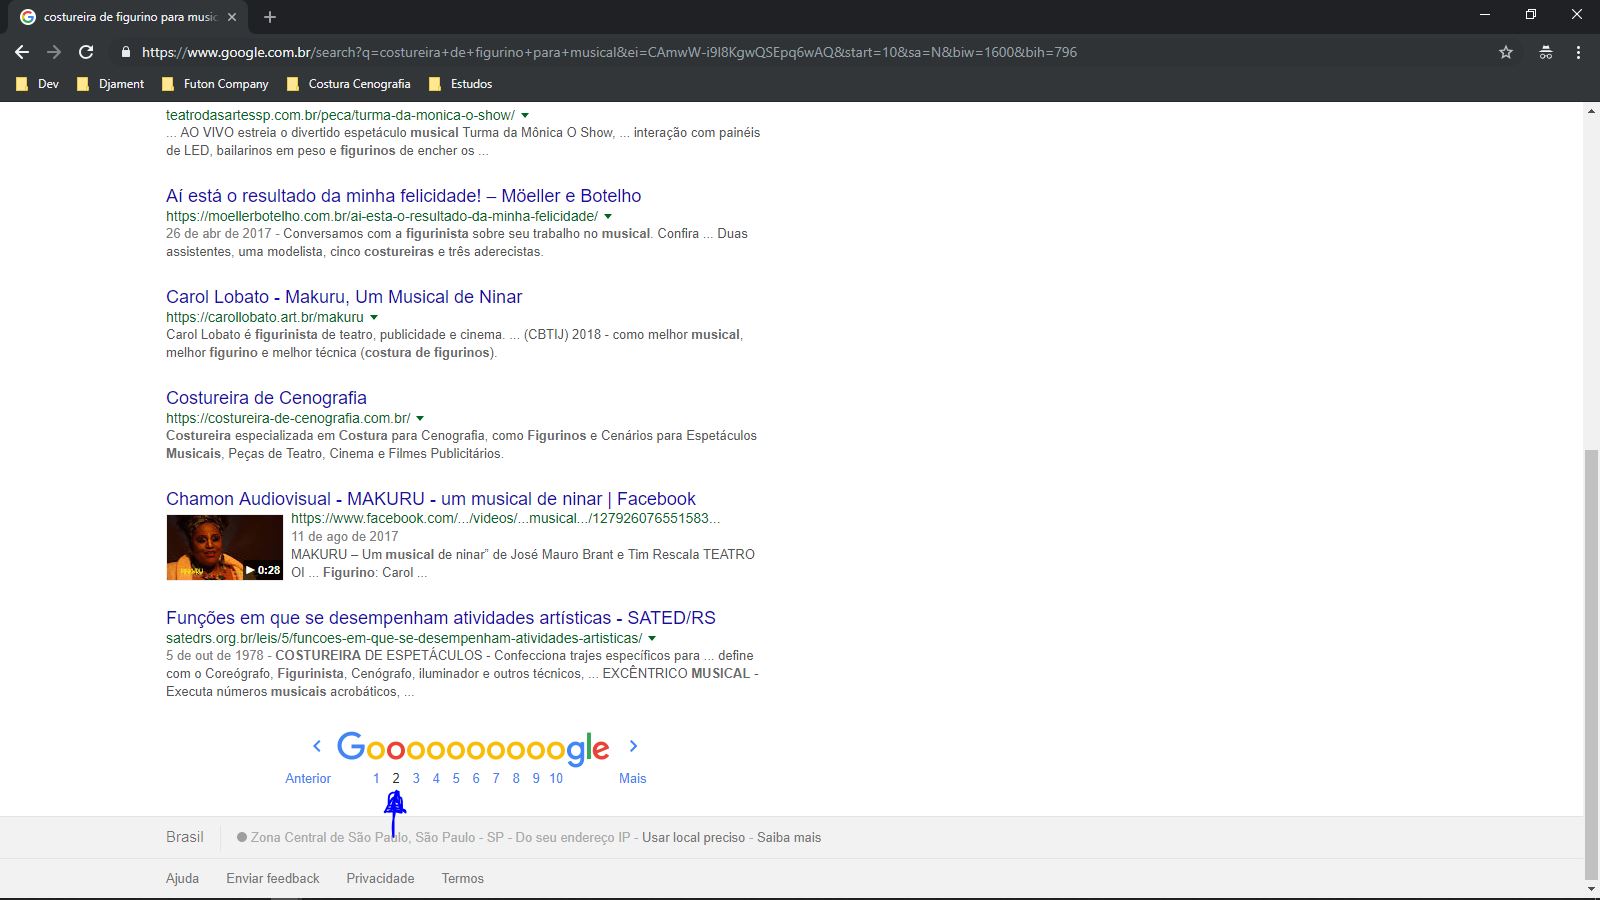 costureira de figurino para music
https://www.google.com.br/search?q=costureira+de+figurino+para+musical&ei=CAmwW-i9I8KgwQSEpq6wAQ&start=10&sa=N&biw=1600&bih=796
Dev Djament Futon Company Costura Cenografia Estudos
teatrodasartessp.com.br/peca/turma-da-monica-o-show/
... AO VIVO estreia o divertido espetáculo musical Turma da Mônica O Show, ... interação com painéis
de LED, bailarinos em peso e figurinos de encher os ...
Aí está o resultado da minha felicidade! – Möeller e Botelho
https://moellerbotelho.com.br/ai-esta-o-resultado-da-minha-felicidade/
26 de abr de 2017 - Conversamos com a figurinista sobre seu trabalho no musical. Confira ... Duas
assistentes, uma modelista, cinco costureiras e três aderecistas.
Carol Lobato - Makuru, Um Musical de Ninar
https://carollobato.art.br/makuru
Carol Lobato é figurinista de teatro, publicidade e cinema. ... (CBTIJ) 2018 - como melhor musical,
melhor figurino e melhor técnica (costura de figurinos).
Costureira de Cenografia
https://costureira-de-cenografia.com.br/
Costureira especializada em Costura para Cenografia, como Figurinos e Cenários para Espetáculos
Musicais, Peças de Teatro, Cinema e Filmes Publicitários.
Chamon Audiovisual - MAKURU - um musical de ninar | Facebook
https://www.facebook.com/.../videos/...musical.../127926076551583...
11 de ago de 2017
MAKURU – Um musical de ninar” de José Mauro Brant e Tim Rescala TEATRO
OI ... Figurino: Carol ...
MAKURU
0:28
Funções em que se desempenham atividades artísticas - SATED/RS
satedrs.org.br/leis/5/funcoes-em-que-se-desempenham-atividades-artisticas/
5 de out de 1978 - COSTUREIRA DE ESPETÁCULOS - Confecciona trajes específicos para ... define
com o Coreógrafo, Figurinista, Cenógrafo, iluminador e outros técnicos, ... EXCÊNTRICO MUSICAL -
Executa números musicais acrobáticos, ...
Goooooooooogle
Anterior 1 2 3 4 5 6 7 8 9 10 Mais
Brasil Zona Central de São Paulo, São Paulo - SP - Do seu endereço IP - Usar local preciso - Saiba mais
Ajuda Enviar feedback Privacidade Termos